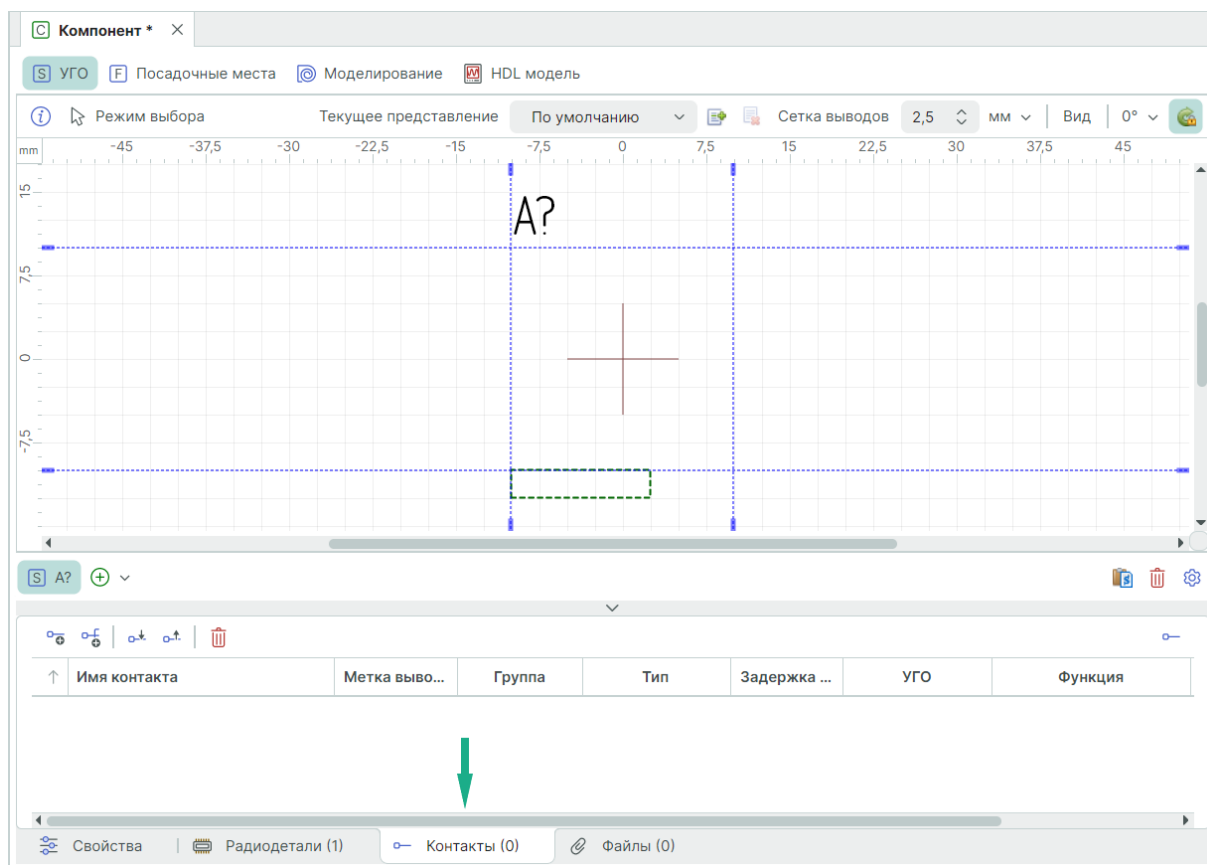 C Компонент *
S УГО F Посадочные места Моделирование HDL модель
i Режим выбора Текущее представление По умолчанию Сетка выводов 2,5 мм Вид 0°
mm -45 -37,5 -30 -22,5 -15 -7,5 0 7,5 15 22,5 30 37,5 45
15
A?
7,5
0
-7,5
S A?
Имя контакта Метка выво... Группа Тип Задержка ... УГО Функция
Свойства Радиодетали (1) Контакты (0) Файлы (0)